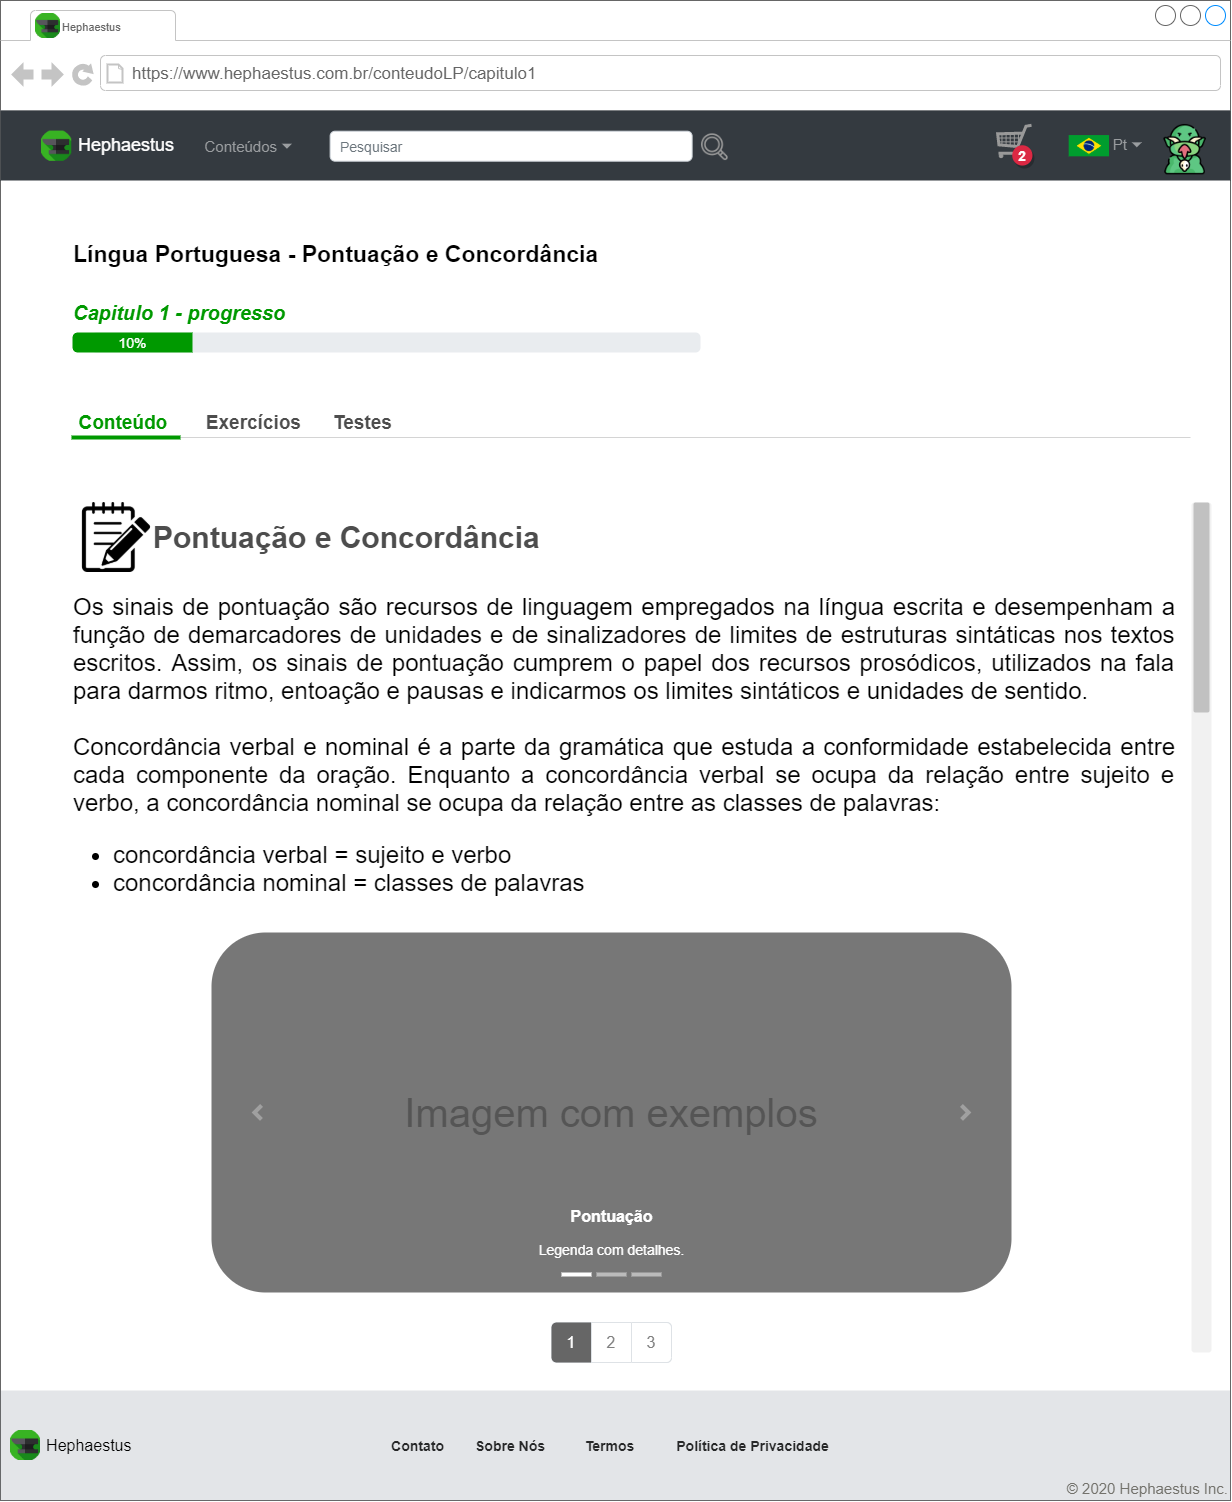 Hephaestus
https://www.hephaestus.com.br/conteudoLP/capitulo1
Hephaestus Conteúdos Pesquisar 2 Pt
Língua Portuguesa - Pontuação e Concordância
Capitulo 1 - progresso
10%
Conteúdo Exercícios Testes
Pontuação e Concordância
Os sinais de pontuação são recursos de linguagem empregados na língua escrita e desempenham a
função de demarcadores de unidades e de sinalizadores de limites de estruturas sintáticas nos textos
escritos. Assim, os sinais de pontuação cumprem o papel dos recursos prosódicos, utilizados na fala
para darmos ritmo, entoação e pausas e indicarmos os limites sintáticos e unidades de sentido.
Concordância verbal e nominal é a parte da gramática que estuda a conformidade estabelecida entre
cada componente da oração. Enquanto a concordância verbal se ocupa da relação entre sujeito e
verbo, a concordância nominal se ocupa da relação entre as classes de palavras:
• concordância verbal = sujeito e verbo
• concordância nominal = classes de palavras
Imagem com exemplos
Pontuação
Legenda com detalhes.
1 2 3
Hephaestus Contato Sobre Nós Termos Política de Privacidade
© 2020 Hephaestus Inc.